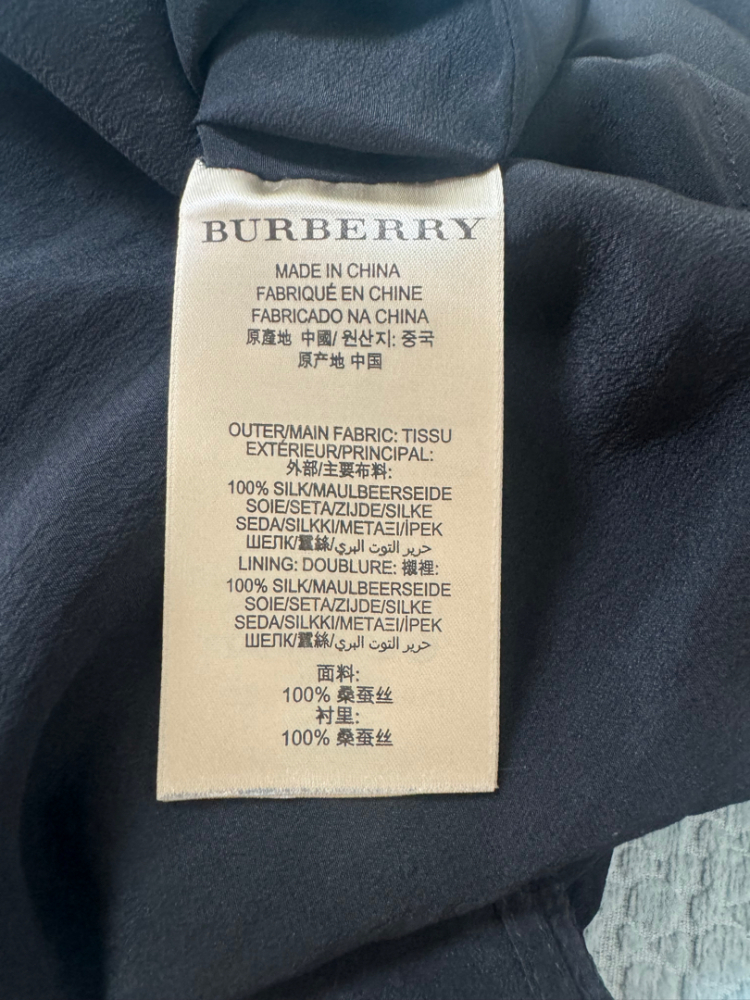 BURBERRY
MADE IN CHINA
FABRIQUÉ EN CHINE
FABRICADO NA CHINA
原產地 中國/ 원산지: 중국
原产地 中国
OUTER/MAIN FABRIC: TISSU
EXTÉRIEUR/PRINCIPAL:
外部/主要布料:
100% SILK/MAULBEERSEIDE
SOIE/SETA/ZIJDE/SILKE
SEDA/SILKKI/ΜΕΤΑΞΙ/İPEK
ШЕЛК/蠶絲/حرير التوت البري
LINING: DOUBLURE: 襯裡:
100% SILK/MAULBEERSEIDE
SOIE/SETA/ZIJDE/SILKE
SEDA/SILKKI/ΜΕΤΑΞΙ/İPEK
ШЕЛК/蠶絲/حرير التوت البري
面料:
100% 桑蚕丝
衬里:
100% 桑蚕丝